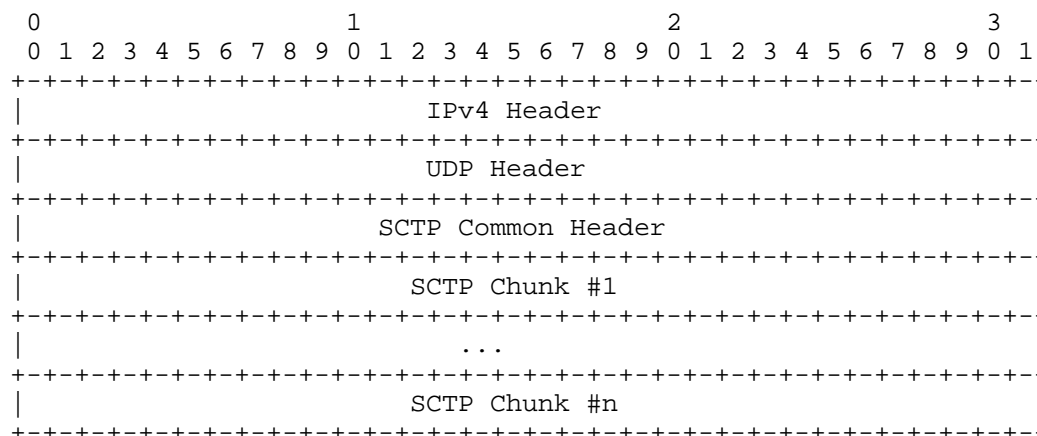 0                   1                   2                   3
 0 1 2 3 4 5 6 7 8 9 0 1 2 3 4 5 6 7 8 9 0 1 2 3 4 5 6 7 8 9 0 1
+-+-+-+-+-+-+-+-+-+-+-+-+-+-+-+-+-+-+-+-+-+-+-+-+-+-+-+-+-+-+-+-
|                         IPv4 Header
+-+-+-+-+-+-+-+-+-+-+-+-+-+-+-+-+-+-+-+-+-+-+-+-+-+-+-+-+-+-+-+-
|                         UDP Header
+-+-+-+-+-+-+-+-+-+-+-+-+-+-+-+-+-+-+-+-+-+-+-+-+-+-+-+-+-+-+-+-
|                      SCTP Common Header
+-+-+-+-+-+-+-+-+-+-+-+-+-+-+-+-+-+-+-+-+-+-+-+-+-+-+-+-+-+-+-+-
|                        SCTP Chunk #1
+-+-+-+-+-+-+-+-+-+-+-+-+-+-+-+-+-+-+-+-+-+-+-+-+-+-+-+-+-+-+-+-
|                           ...
+-+-+-+-+-+-+-+-+-+-+-+-+-+-+-+-+-+-+-+-+-+-+-+-+-+-+-+-+-+-+-+-
|                        SCTP Chunk #n
+-+-+-+-+-+-+-+-+-+-+-+-+-+-+-+-+-+-+-+-+-+-+-+-+-+-+-+-+-+-+-+-